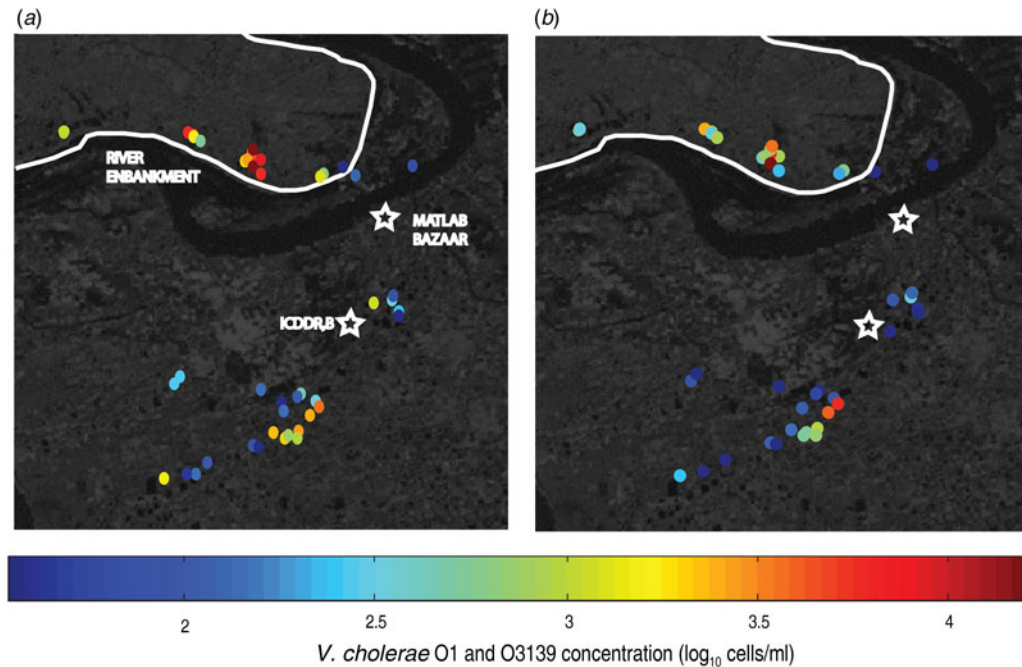 (a)
(b)
RIVER
ENBANKMENT
MATLAB
BAZAAR
ICDDR,B
2 2.5 3 3.5 4
V. cholerae O1 and O3139 concentration (log10 cells/ml)